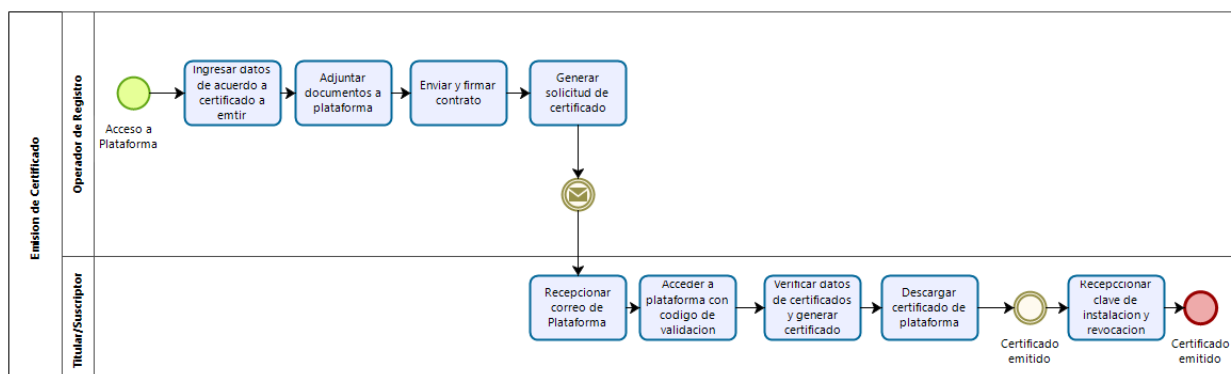 Emision de Certificado
Operador de Registro
Acceso a
Plataforma
Ingresar datos
de acuerdo a
certificado a
emtir
Adjuntar
documentos a
plataforma
Enviar y firmar
contrato
Generar
solicitud de
certificado
Titular/Suscriptor
Recepcionar
correo de
Plataforma
Acceder a
plataforma con
codigo de
validacion
Verificar datos
de certificados
y generar
certificado
Descargar
certificado de
plataforma
Certificado
emitido
Recepccionar
clave de
instalacion y
revocacion
Certificado
emitido